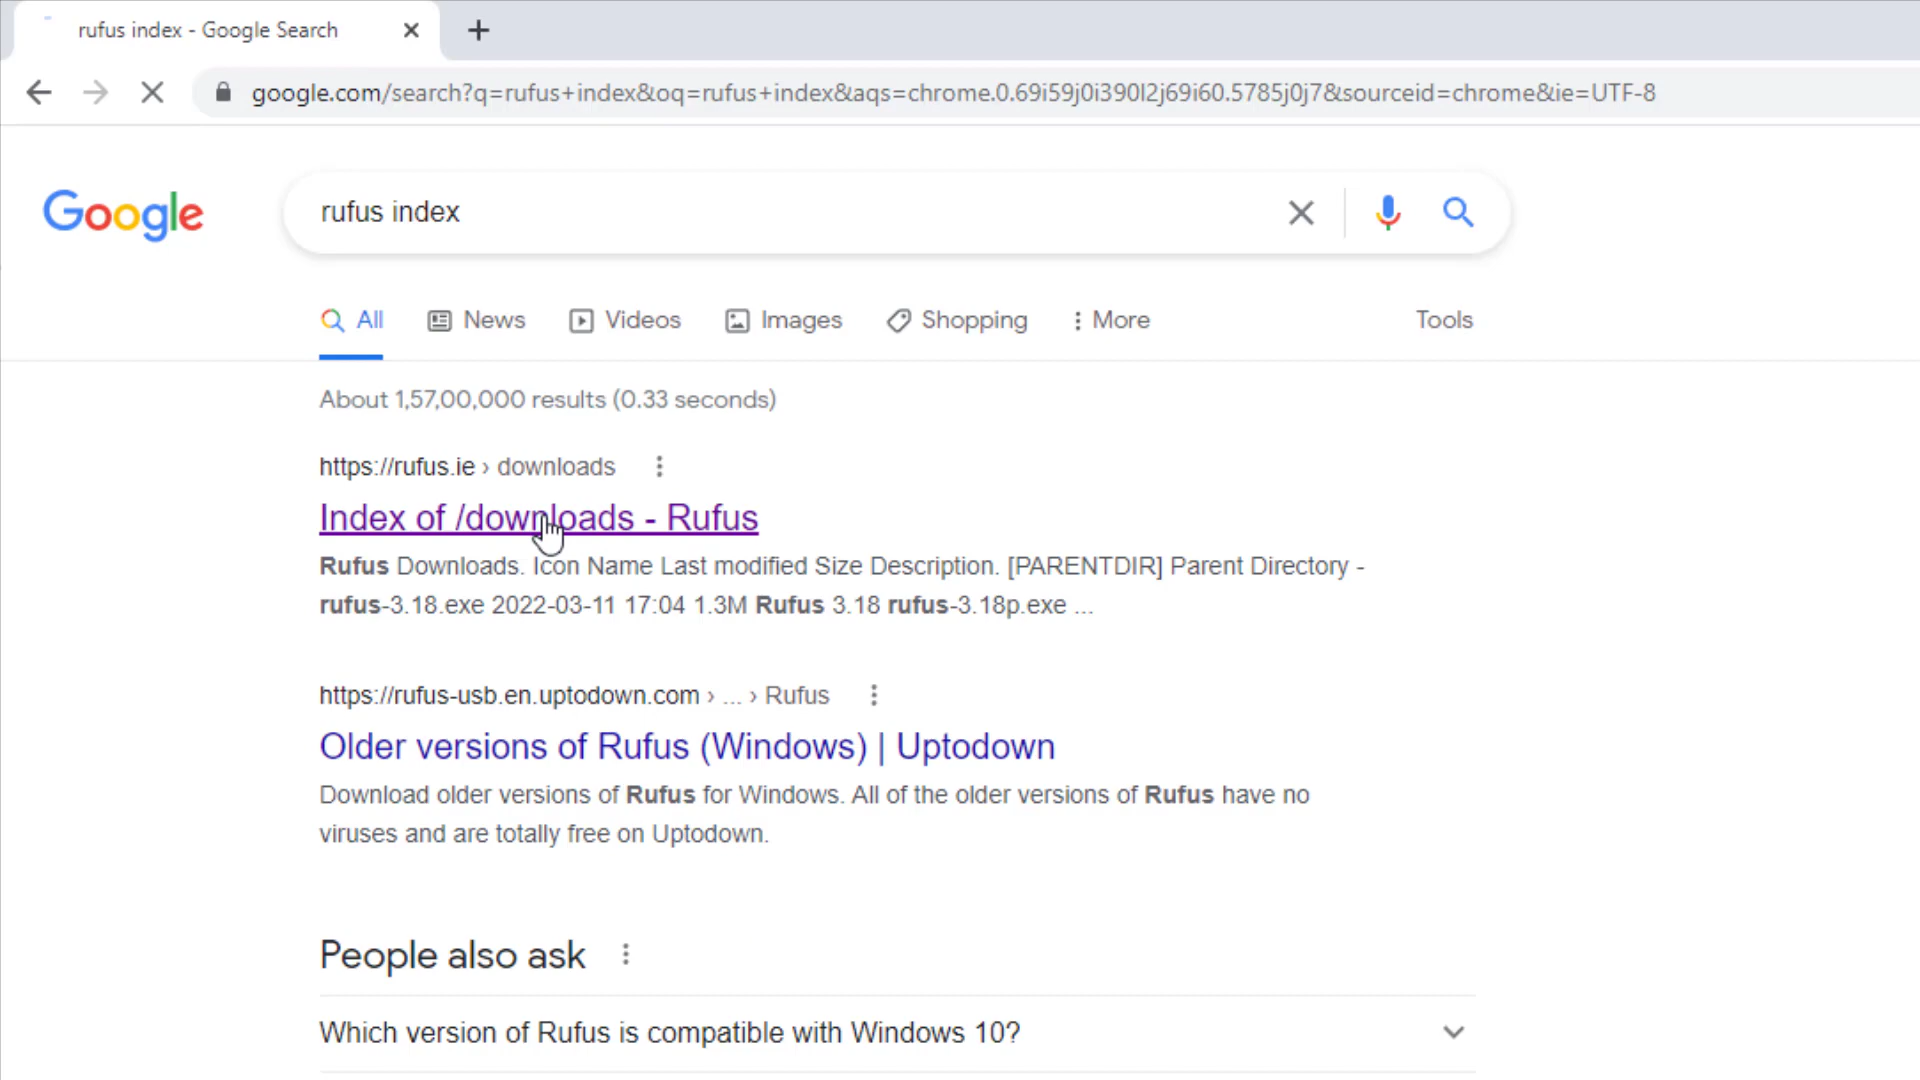 rufus index - Google Search
google.com/search?q=rufus+index&oq=rufus+index&aqs=chrome.0.69i59j0i390l2j69i60.5785j0j7&sourceid=chrome&ie=UTF-8
Google
rufus index
All News Videos Images Shopping More Tools
About 1,57,00,000 results (0.33 seconds)
https://rufus.ie › downloads
Index of /downloads - Rufus
Rufus Downloads. Icon Name Last modified Size Description. [PARENTDIR] Parent Directory -
rufus-3.18.exe 2022-03-11 17:04 1.3M Rufus 3.18 rufus-3.18p.exe ...
https://rufus-usb.en.uptodown.com › ... › Rufus
Older versions of Rufus (Windows) | Uptodown
Download older versions of Rufus for Windows. All of the older versions of Rufus have no
viruses and are totally free on Uptodown.
People also ask
Which version of Rufus is compatible with Windows 10?